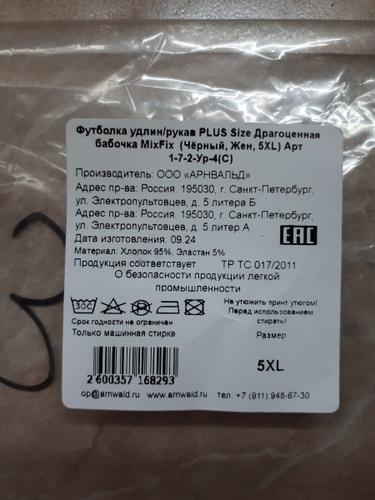 Футболка удлин/рукав PLUS Size Драгоценная
бабочка MixFix (Чёрный, Жен, 5XL) Арт
1-7-2-Ур-4(С)
Производитель: ООО «АРНВАЛЬД»
Адрес пр-ва: Россия 195030, г. Санкт-Петербург,
ул. Электропультовцев, д. 5 литера Б
Адрес пр-ва: Россия. 195030, г. Санкт-Петербург,
ул. Электропультовцев, д. 5 литер А
Дата изготовления: 09.24
Материал: Хлопок 95%, Эластан 5%
EAC
Продукция соответствует ТР ТС 017/2011
О безопасности продукции легкой
промышленности
Срок годности не ограничен
Только машинная стирка
Не утюжить принт утюгом!
Перед использованием
стирать!
Размер
5XL
2 600357 168293
op@arnwald.ru www.arnwald.ru тел. +7 (911) 948-67-30